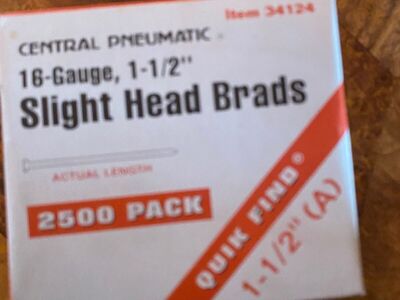 Item 34124
CENTRAL PNEUMATIC
16-Gauge, 1-1/2"
Slight Head Brads
ACTUAL LENGTH
2500 PACK
QUIK FIND®
1-1/2" (A)